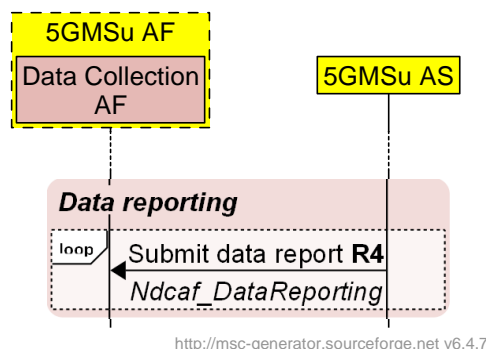 5GMSu AF
Data Collection
AF
5GMSu AS
Data reporting
loop
Submit data report R4
Ndcaf_DataReporting
http://msc-generator.sourceforge.net v6.4.7